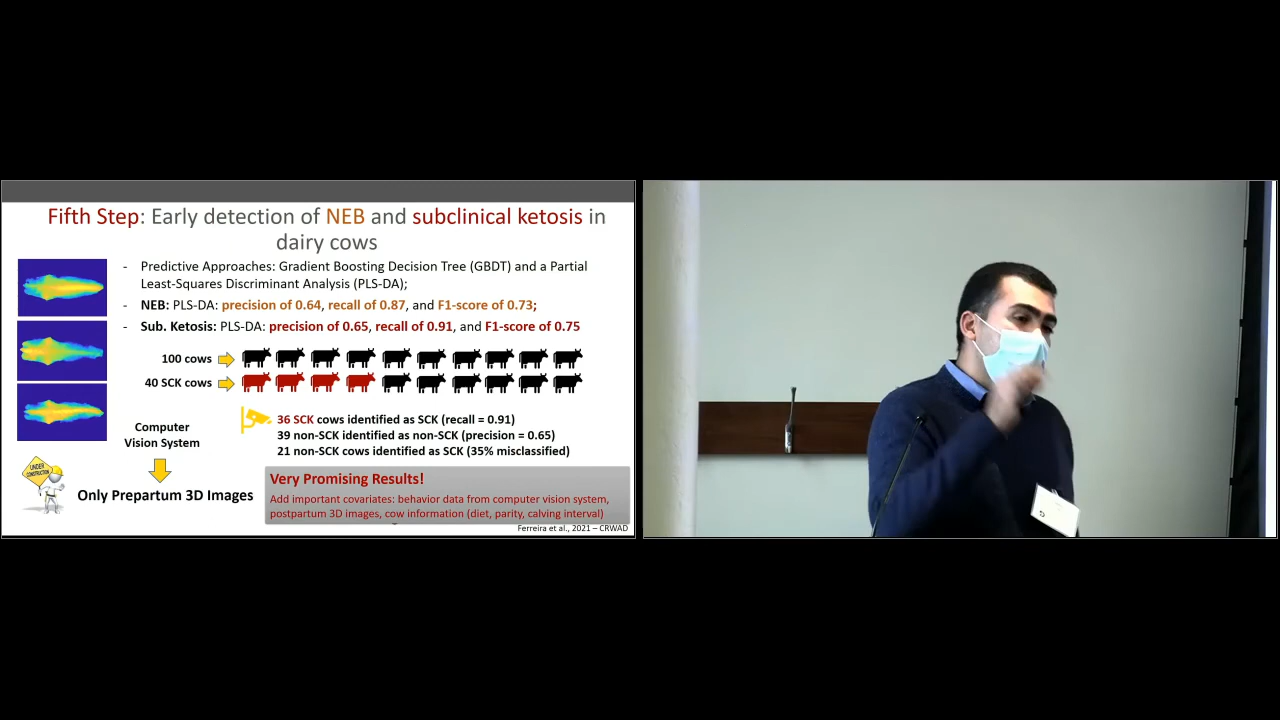 Fifth Step: Early detection of NEB and subclinical ketosis in
dairy cows
- Predictive Approaches: Gradient Boosting Decision Tree (GBDT) and a Partial
Least-Squares Discriminant Analysis (PLS-DA);
- NEB: PLS-DA: precision of 0.64, recall of 0.87, and F1-score of 0.73;
- Sub. Ketosis: PLS-DA: precision of 0.65, recall of 0.91, and F1-score of 0.75
100 cows
40 SCK cows
Computer
Vision System
36 SCK cows identified as SCK (recall = 0.91)
39 non-SCK identified as non-SCK (precision = 0.65)
21 non-SCK cows identified as SCK (35% misclassified)
UNDER
CONSTRUCTION
Only Prepartum 3D Images
Very Promising Results!
Add important covariates: behavior data from computer vision system,
postpartum 3D images, cow information (diet, parity, calving interval)
Ferreira et al., 2021 – CRWAD